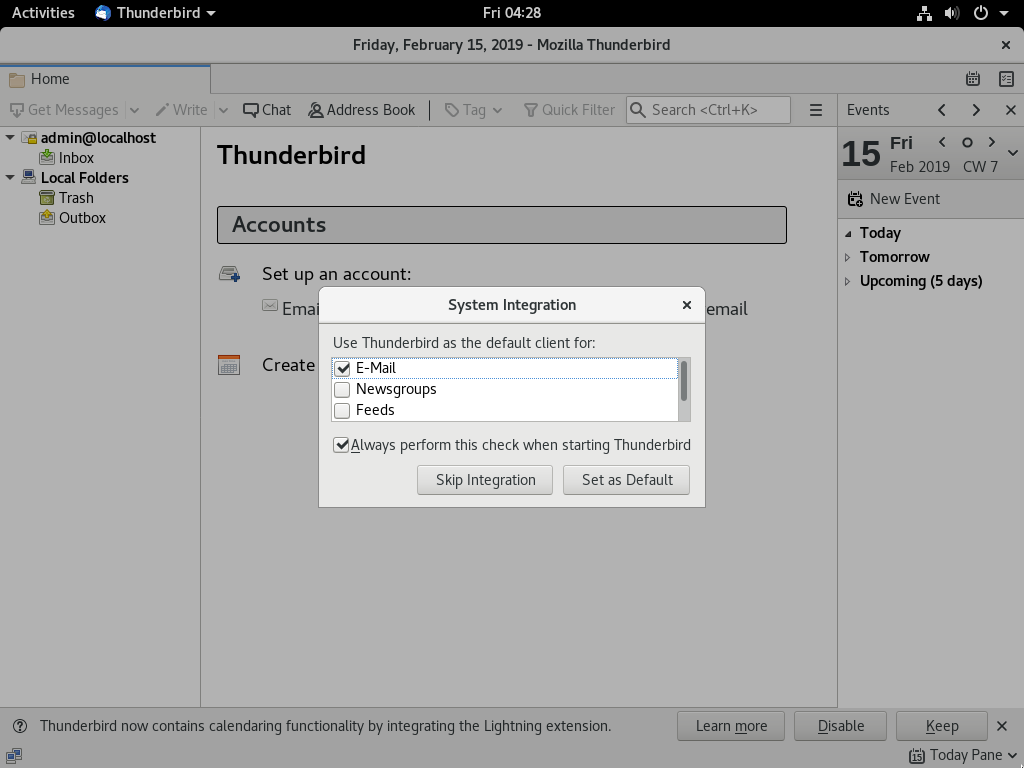 Activities Thunderbird Fri 04:28
Friday, February 15, 2019 - Mozilla Thunderbird
Home
Get Messages Write Chat Address Book Tag Quick Filter Search <Ctrl+K> Events
admin@localhost
Inbox
Local Folders
Trash
Outbox
Thunderbird
Accounts
Set up an account:
Emai
email
Create
System Integration
Use Thunderbird as the default client for:
E-Mail
Newsgroups
Feeds
Always perform this check when starting Thunderbird
Skip Integration Set as Default
15 Fri
Feb 2019 CW 7
New Event
Today
Tomorrow
Upcoming (5 days)
Thunderbird now contains calendaring functionality by integrating the Lightning extension. Learn more Disable Keep
15 Today Pane